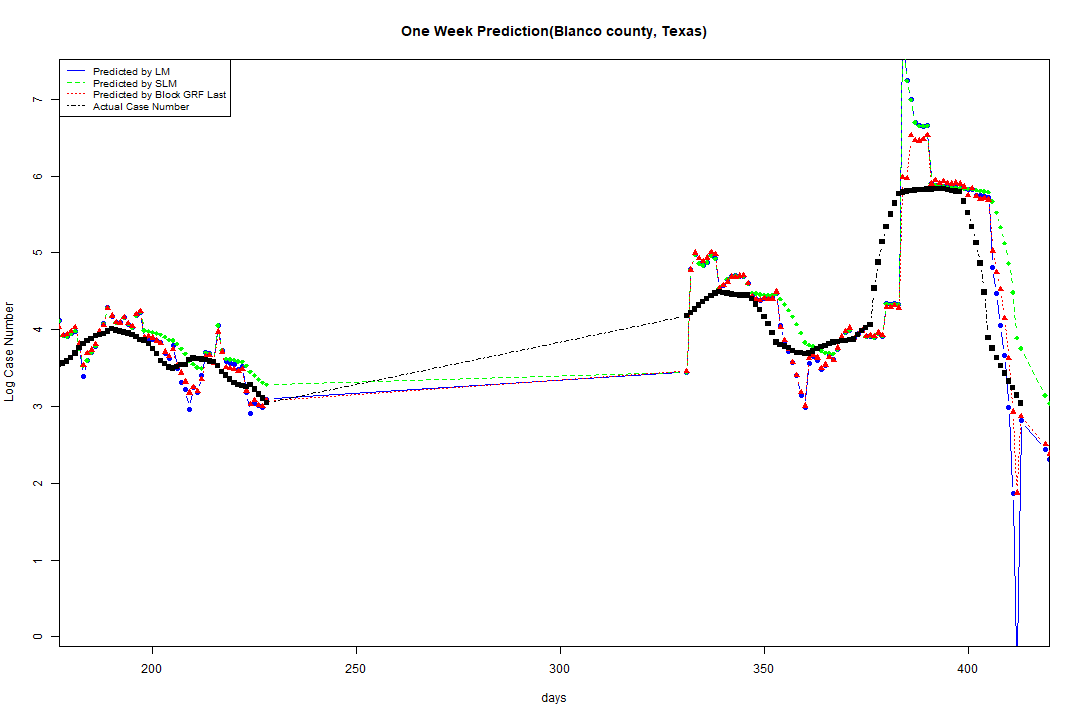 One Week Prediction(Blanco county, Texas)
Predicted by LM
Predicted by SLM
Predicted by Block GRF Last
Actual Case Number
Log Case Number
7
6
5
4
3
2
1
0
200 250 300 350 400
days